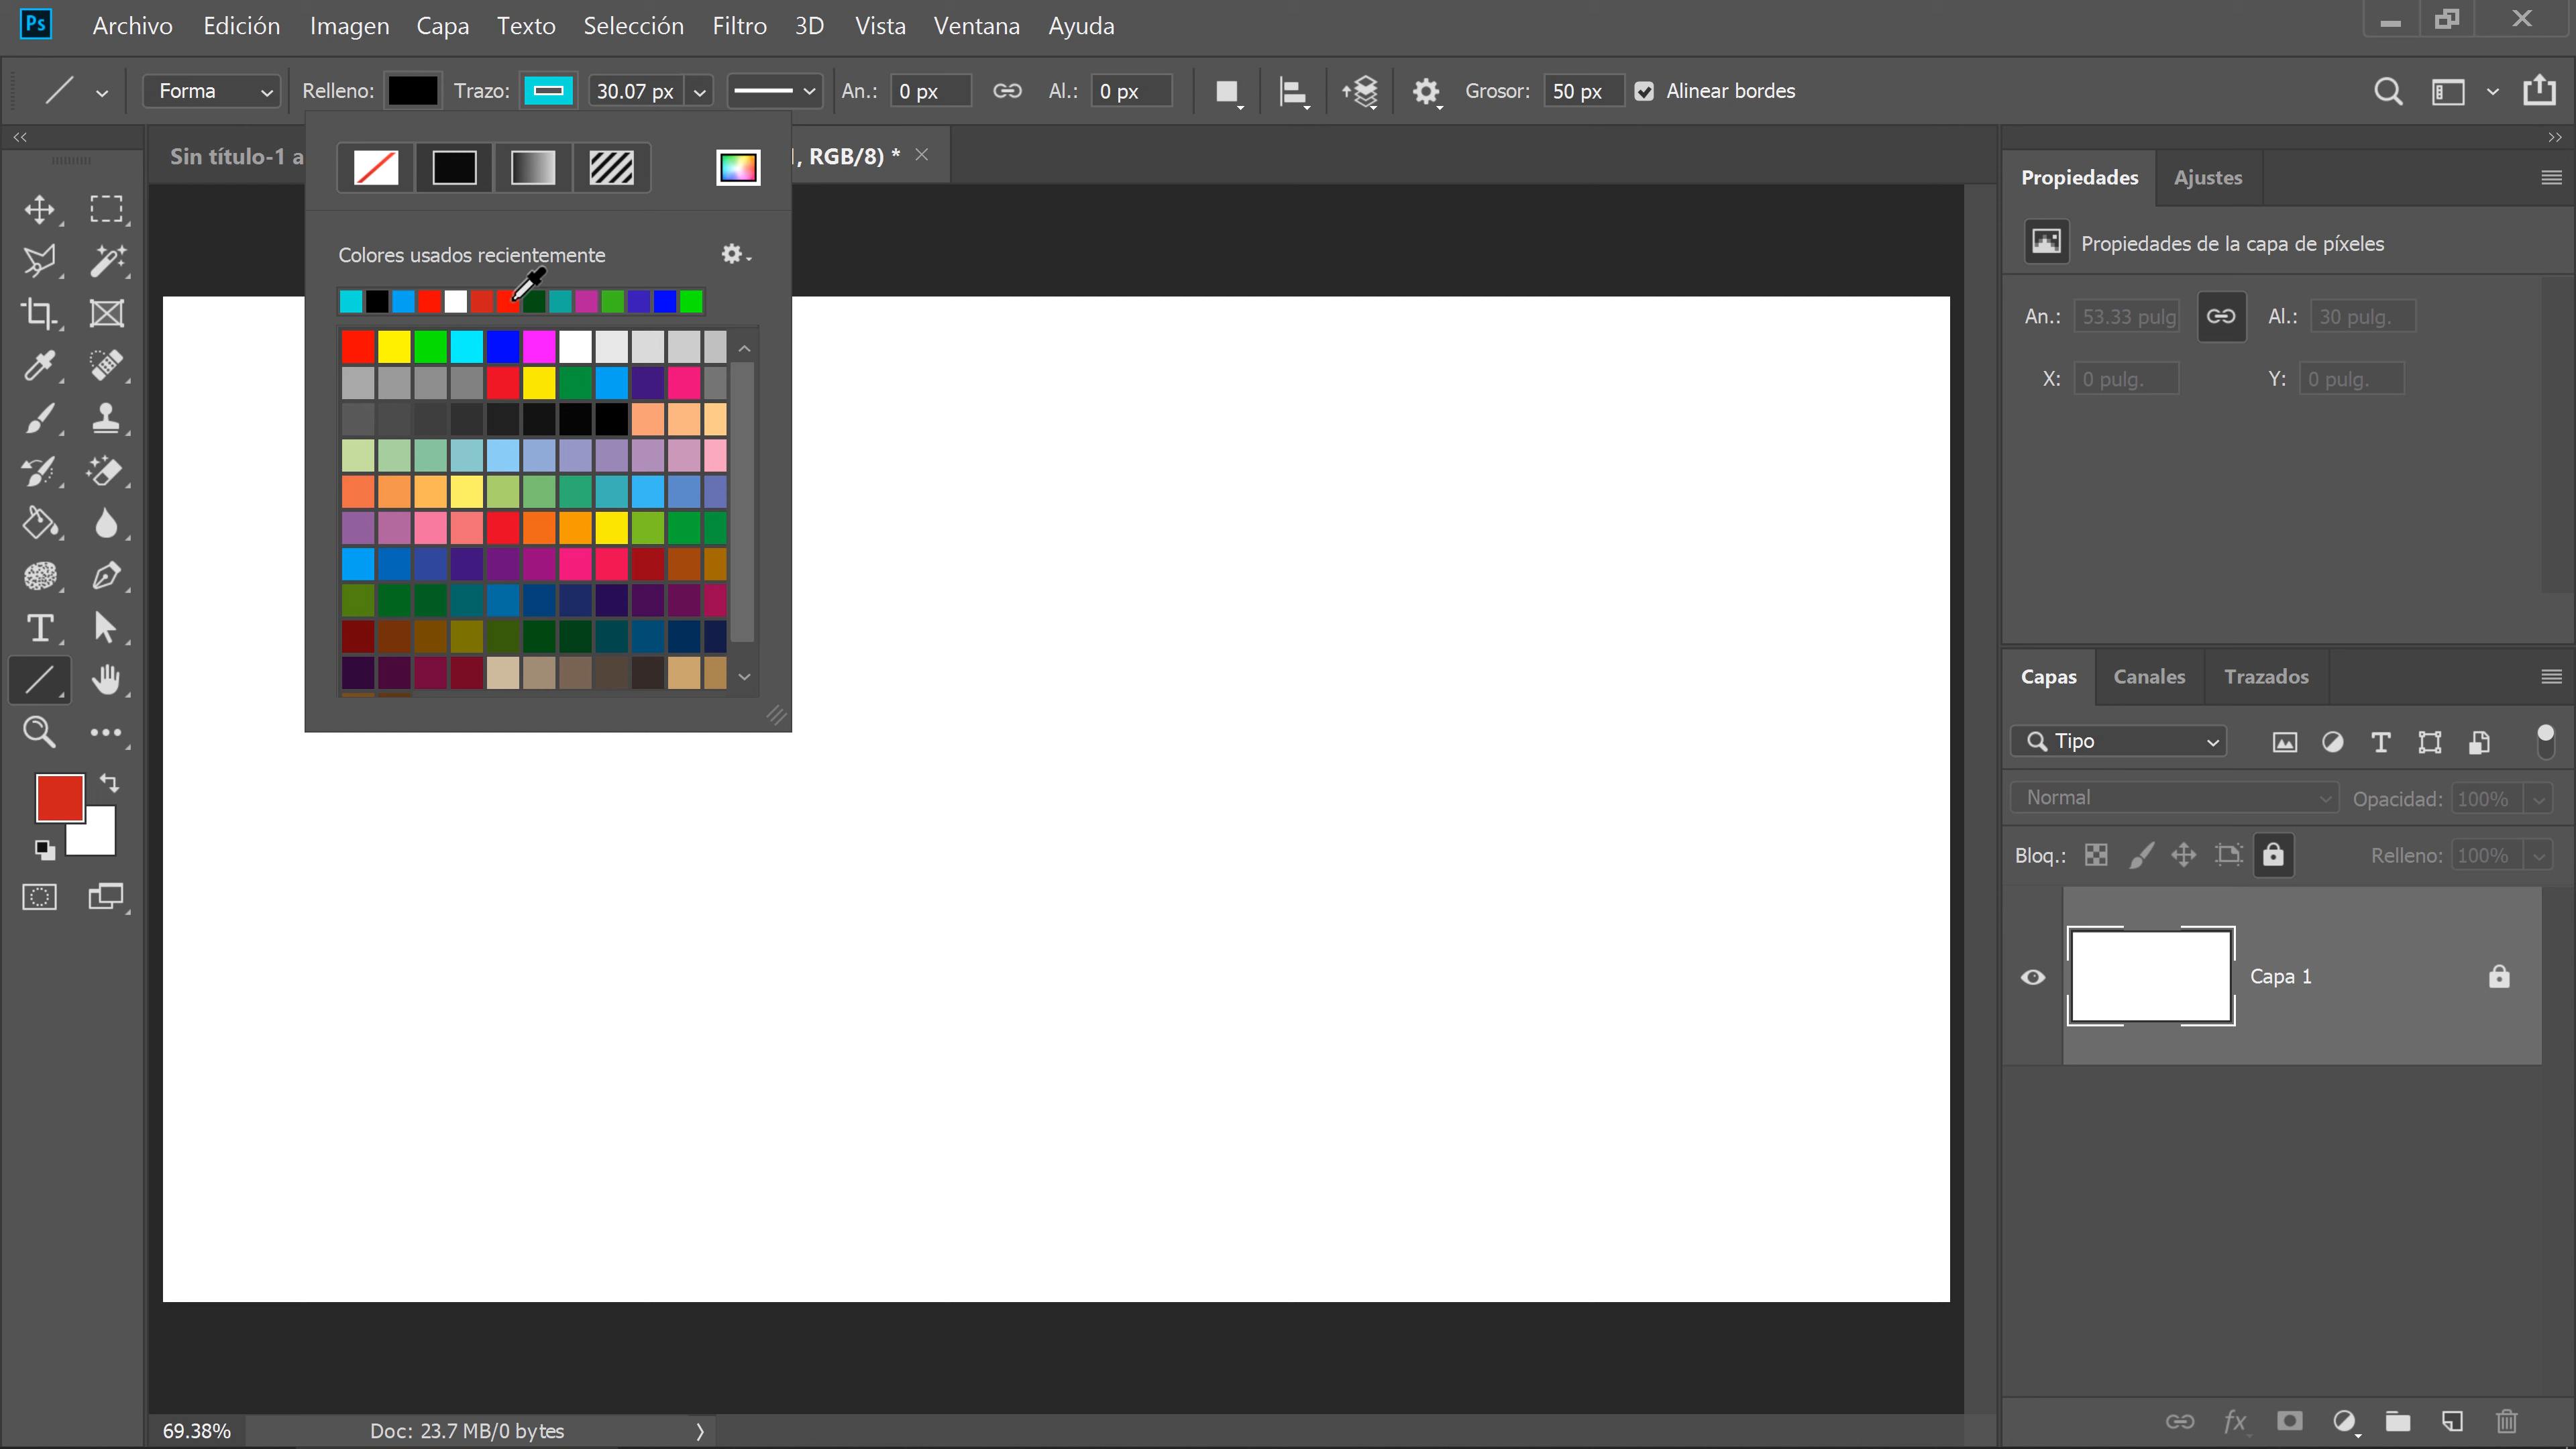 Ps Archivo Edición Imagen Capa Texto Selección Filtro 3D Vista Ventana Ayuda
Forma Relleno: Trazo: 30.07 px An.: 0 px Al.: 0 px Grosor: 50 px Alinear bordes
Sin título-1 a , RGB/8) *
Colores usados recientemente
Propiedades Ajustes
Propiedades de la capa de píxeles
An.: 53.33 pulg Al.: 30 pulg.
X: 0 pulg. Y: 0 pulg.
Capas Canales Trazados
Tipo
Normal Opacidad: 100%
Bloq.: Relleno: 100%
Capa 1
69.38% Doc: 23.7 MB/0 bytes